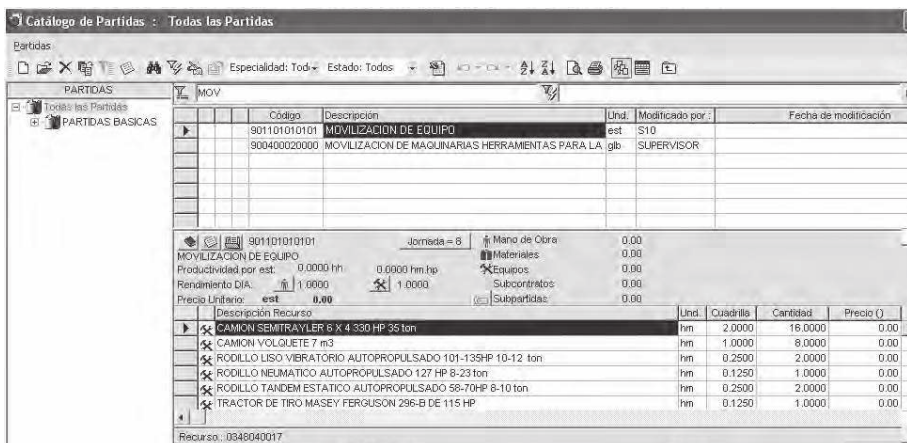 Catálogo de Partidas : Todas las Partidas
Partidas
Especialidad: Tod Estado: Todos
PARTIDAS MOV
Todas las Partidas
PARTIDAS BASICAS
Código Descripción Und. Modificado por : Fecha de modificación
901101010101 MOVILIZACION DE EQUIPO est S10
900400020000 MOVILIZACION DE MAQUINARIAS HERRAMIENTAS PARA LA glb SUPERVISOR
901101010101 Jornada = 8 Mano de Obra 0.00
MOVILIZACION DE EQUIPO Materiales 0.00
Productividad por est: 0.0000 hh 0.0000 hm.hp Equipos 0.00
Rendimiento DIA: 1.0000 1.0000 Subcontratos 0.00
Precio Unitario: est 0.00 Subpartidas 0.00
Descripción Recurso Und. Cuadrilla Cantidad Precio ()
CAMION SEMITRAYLER 6 X 4 330 HP 35 ton hm 2.0000 16.0000 0.00
CAMION VOLQUETE 7 m3 hm 1.0000 8.0000 0.00
RODILLO LISO VIBRATORIO AUTOPROPULSADO 101-135HP 10-12 ton hm 0.2500 2.0000 0.00
RODILLO NEUMATICO AUTOPROPULSADO 127 HP 8-23 ton hm 0.1250 1.0000 0.00
RODILLO TANDEM ESTATICO AUTOPROPULSADO 58-70HP 8-10 ton hm 0.2500 2.0000 0.00
TRACTOR DE TIRO MASEY FERGUSON 296-B DE 115 HP hm 0.1250 1.0000 0.00
Recurso : 0348040017